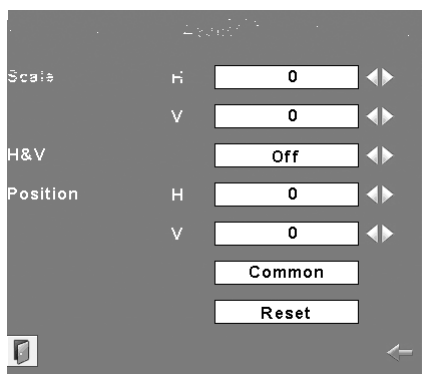 Scale H 0
V 0
H&V Off
Position H 0
V 0
Common
Reset